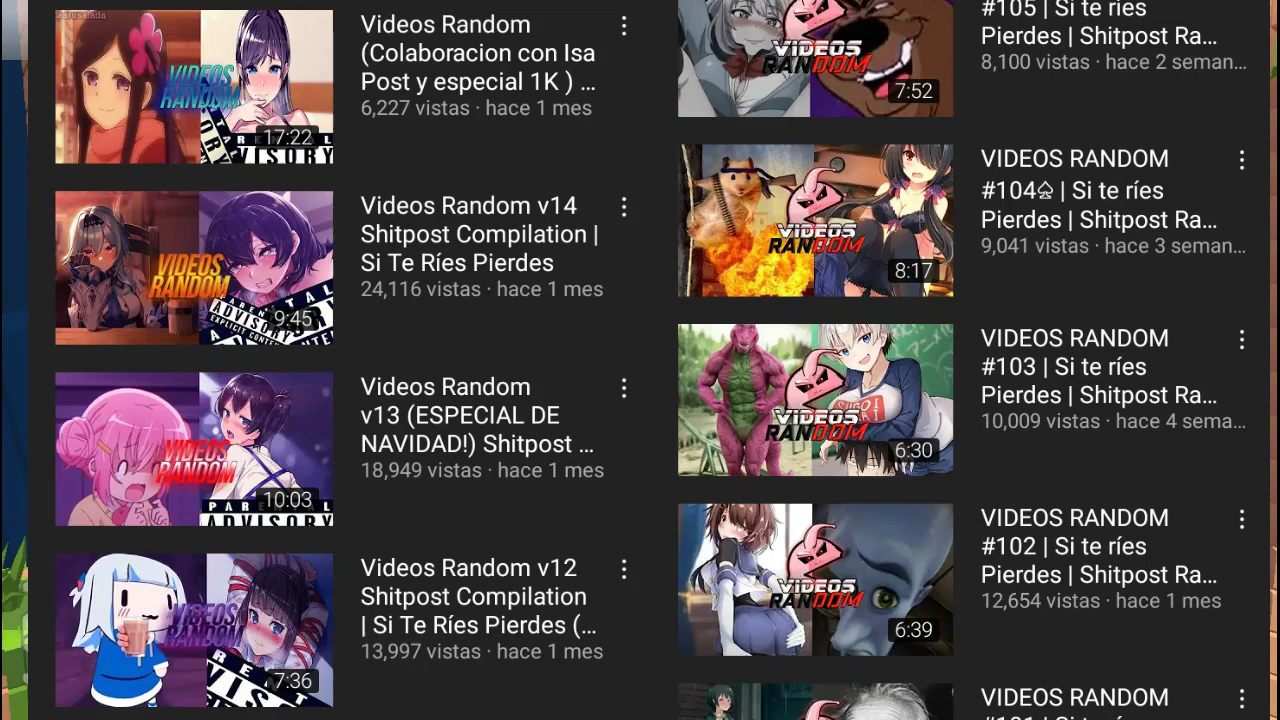 VIDEOS
RANDOM
17:22
Videos Random
(Colaboracion con Isa
Post y especial 1K ) ...
6,227 vistas · hace 1 mes
VIDEOS
RANDOM
9:45
PARENTAL
ADVISORY
EXPLICIT CONTENT
Videos Random v14
Shitpost Compilation |
Si Te Ríes Pierdes
24,116 vistas · hace 1 mes
VIDEOS
RANDOM
10:03
PARENTAL
ADVISORY
Videos Random
v13 (ESPECIAL DE
NAVIDAD!) Shitpost ...
18,949 vistas · hace 1 mes
VIDEOS
RANDOM
7:36
Videos Random v12
Shitpost Compilation
| Si Te Ríes Pierdes (...
13,997 vistas · hace 1 mes
VIDEOS
RANDOM
7:52
#105 | Si te ríes
Pierdes | Shitpost Ra...
8,100 vistas · hace 2 seman...
VIDEOS
RANDOM
8:17
VIDEOS RANDOM
#104♤ | Si te ríes
Pierdes | Shitpost Ra...
9,041 vistas · hace 3 seman...
SUGOI
VIDEOS
RANDOM
6:30
VIDEOS RANDOM
#103 | Si te ríes
Pierdes | Shitpost Ra...
10,009 vistas · hace 4 sema...
VIDEOS
RANDOM
6:39
VIDEOS RANDOM
#102 | Si te ríes
Pierdes | Shitpost Ra...
12,654 vistas · hace 1 mes
VIDEOS RANDOM